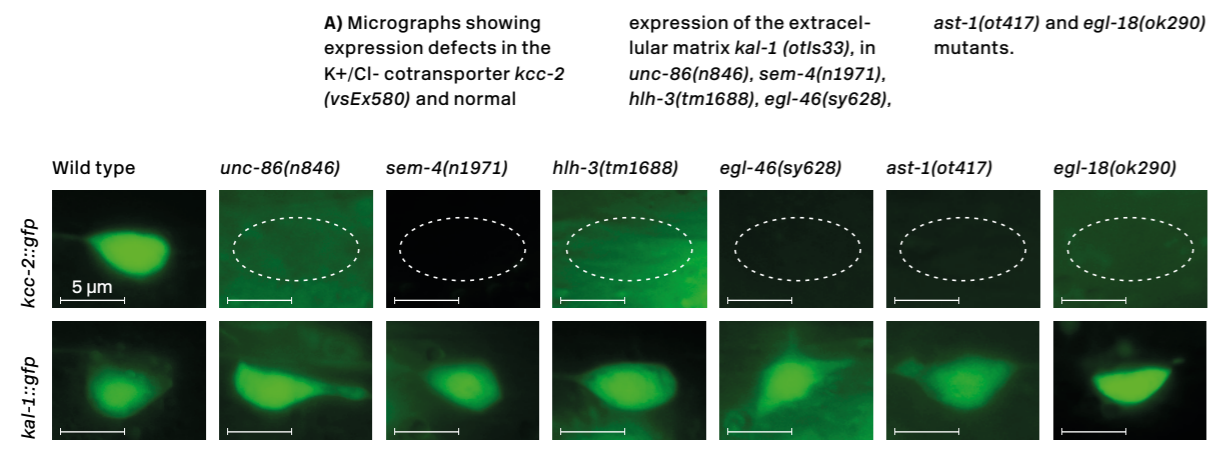 A) Micrographs showing
expression defects in the
K+/Cl- cotransporter kcc-2
(vsEx580) and normal
expression of the extracel-
lular matrix kal-1 (otIs33), in
unc-86(n846), sem-4(n1971),
hlh-3(tm1688), egl-46(sy628),
ast-1(ot417) and egl-18(ok290)
mutants.
Wild type unc-86(n846) sem-4(n1971) hlh-3(tm1688) egl-46(sy628) ast-1(ot417) egl-18(ok290)
kcc-2::gfp
5 µm
kal-1::gfp